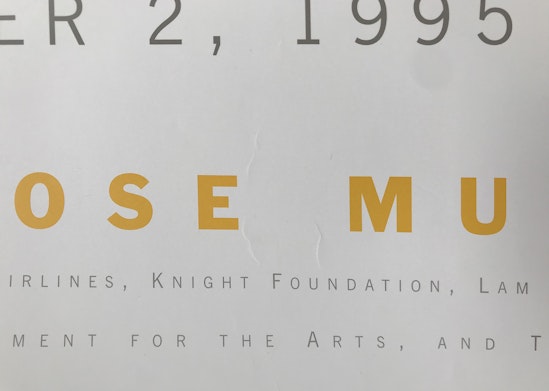 ER 2, 1995
OSE MU
IRLINES, KNIGHT FOUNDATION, LAM
MENT FOR THE ARTS, AND T